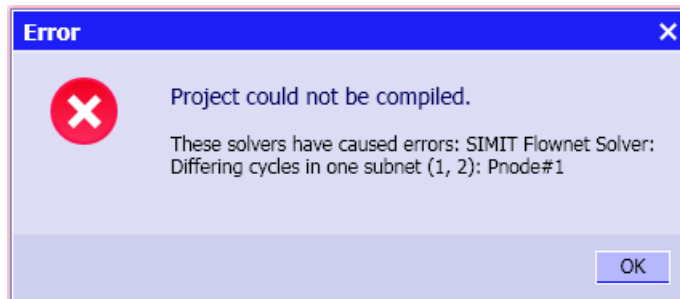 Error
Project could not be compiled.
These solvers have caused errors: SIMIT Flownet Solver:
Differing cycles in one subnet (1, 2): Pnode#1
OK